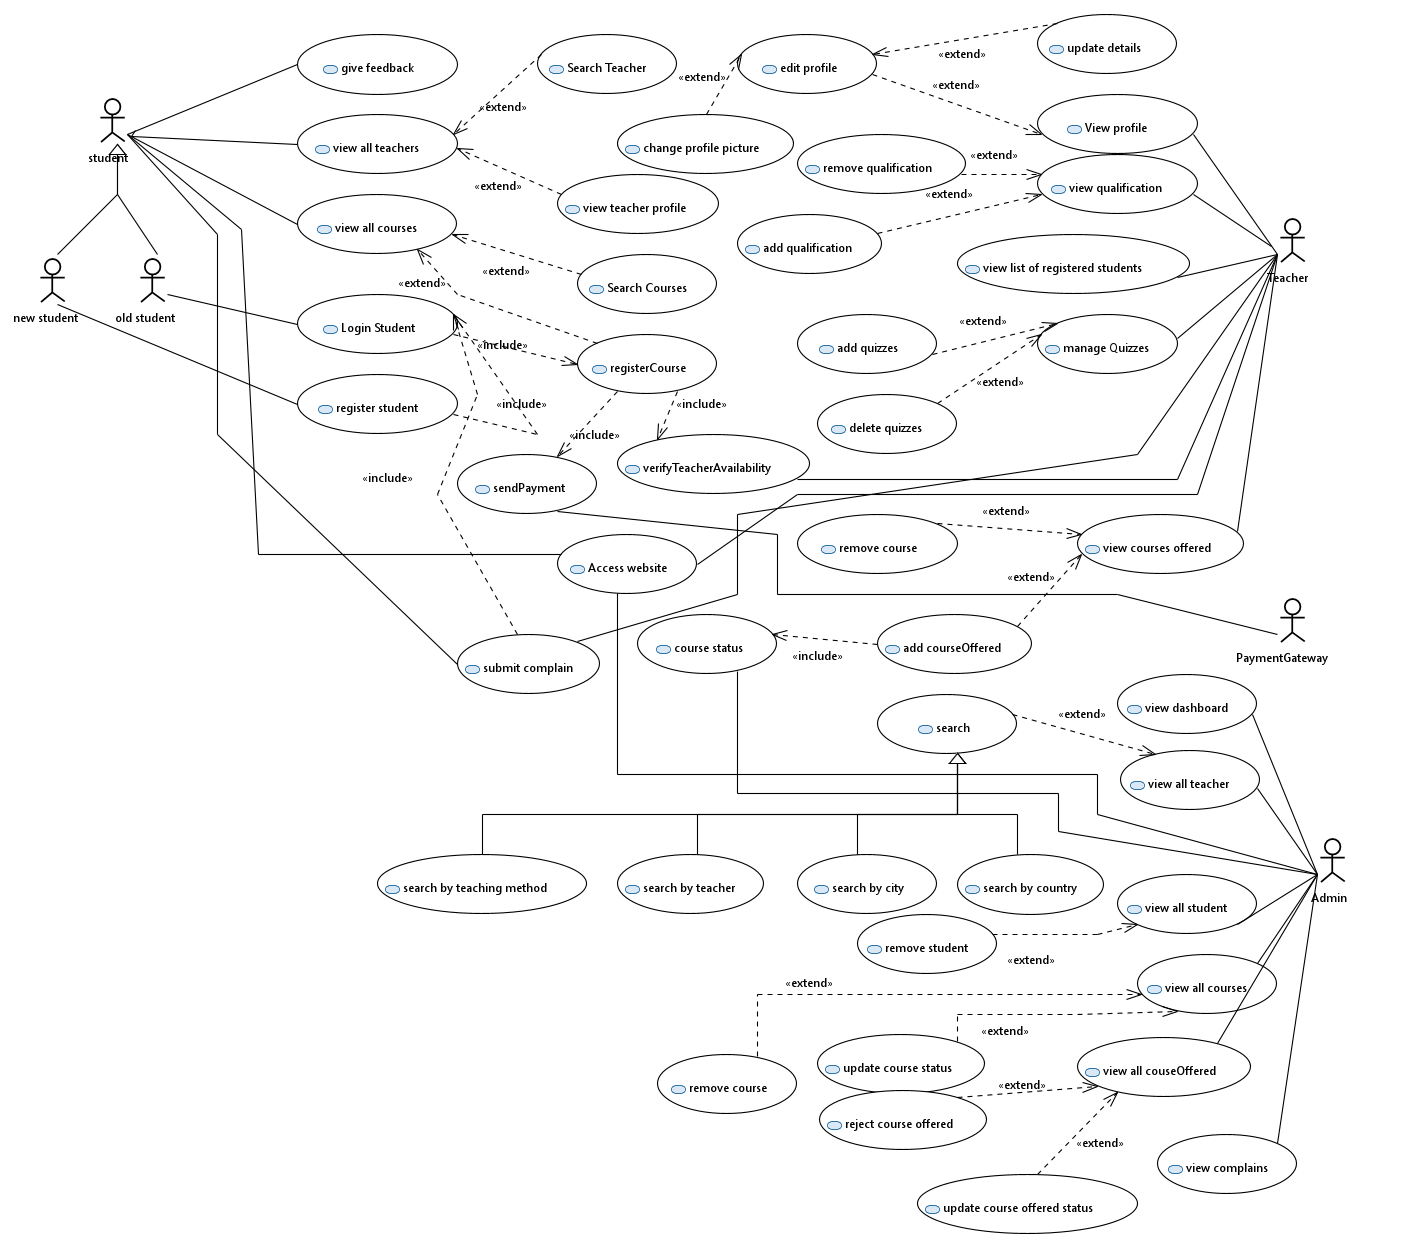 give feedback
Search Teacher
«extend»
edit profile
«extend»
update details
«extend»
«extend»
View profile
student
view all teachers
change profile picture
remove qualification
«extend»
view qualification
«extend»
«extend»
view teacher profile
view all courses
add qualification
«extend»
Search Courses
view list of registered students
Teacher
«extend»
new student
old student
Login Student
«include»
registerCourse
add quizzes
«extend»
manage Quizzes
«extend»
register student
«include»
«include»
«include»
delete quizzes
verifyTeacherAvailability
«include»
sendPayment
«extend»
remove course
view courses offered
Access website
«extend»
course status
«include»
add courseOffered
PaymentGateway
submit complain
view dashboard
search
«extend»
view all teacher
search by teaching method
search by teacher
search by city
search by country
Admin
view all student
remove student
«extend»
«extend»
view all courses
«extend»
update course status
view all couseOffered
remove course
«extend»
reject course offered
«extend»
view complains
update course offered status